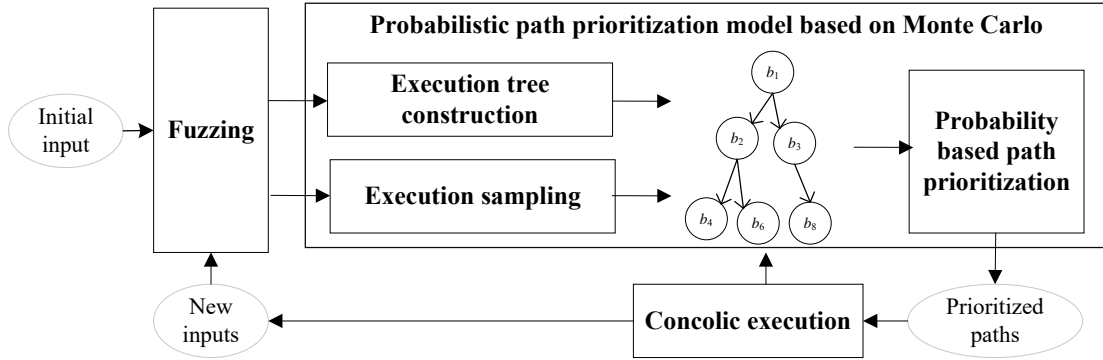 Probabilistic path prioritization model based on Monte Carlo
Initial
input
Fuzzing
Execution tree
construction
Execution sampling
b1
b2
b3
b4
b6
b8
Probability
based path
prioritization
New
inputs
Concolic execution
Prioritized
paths